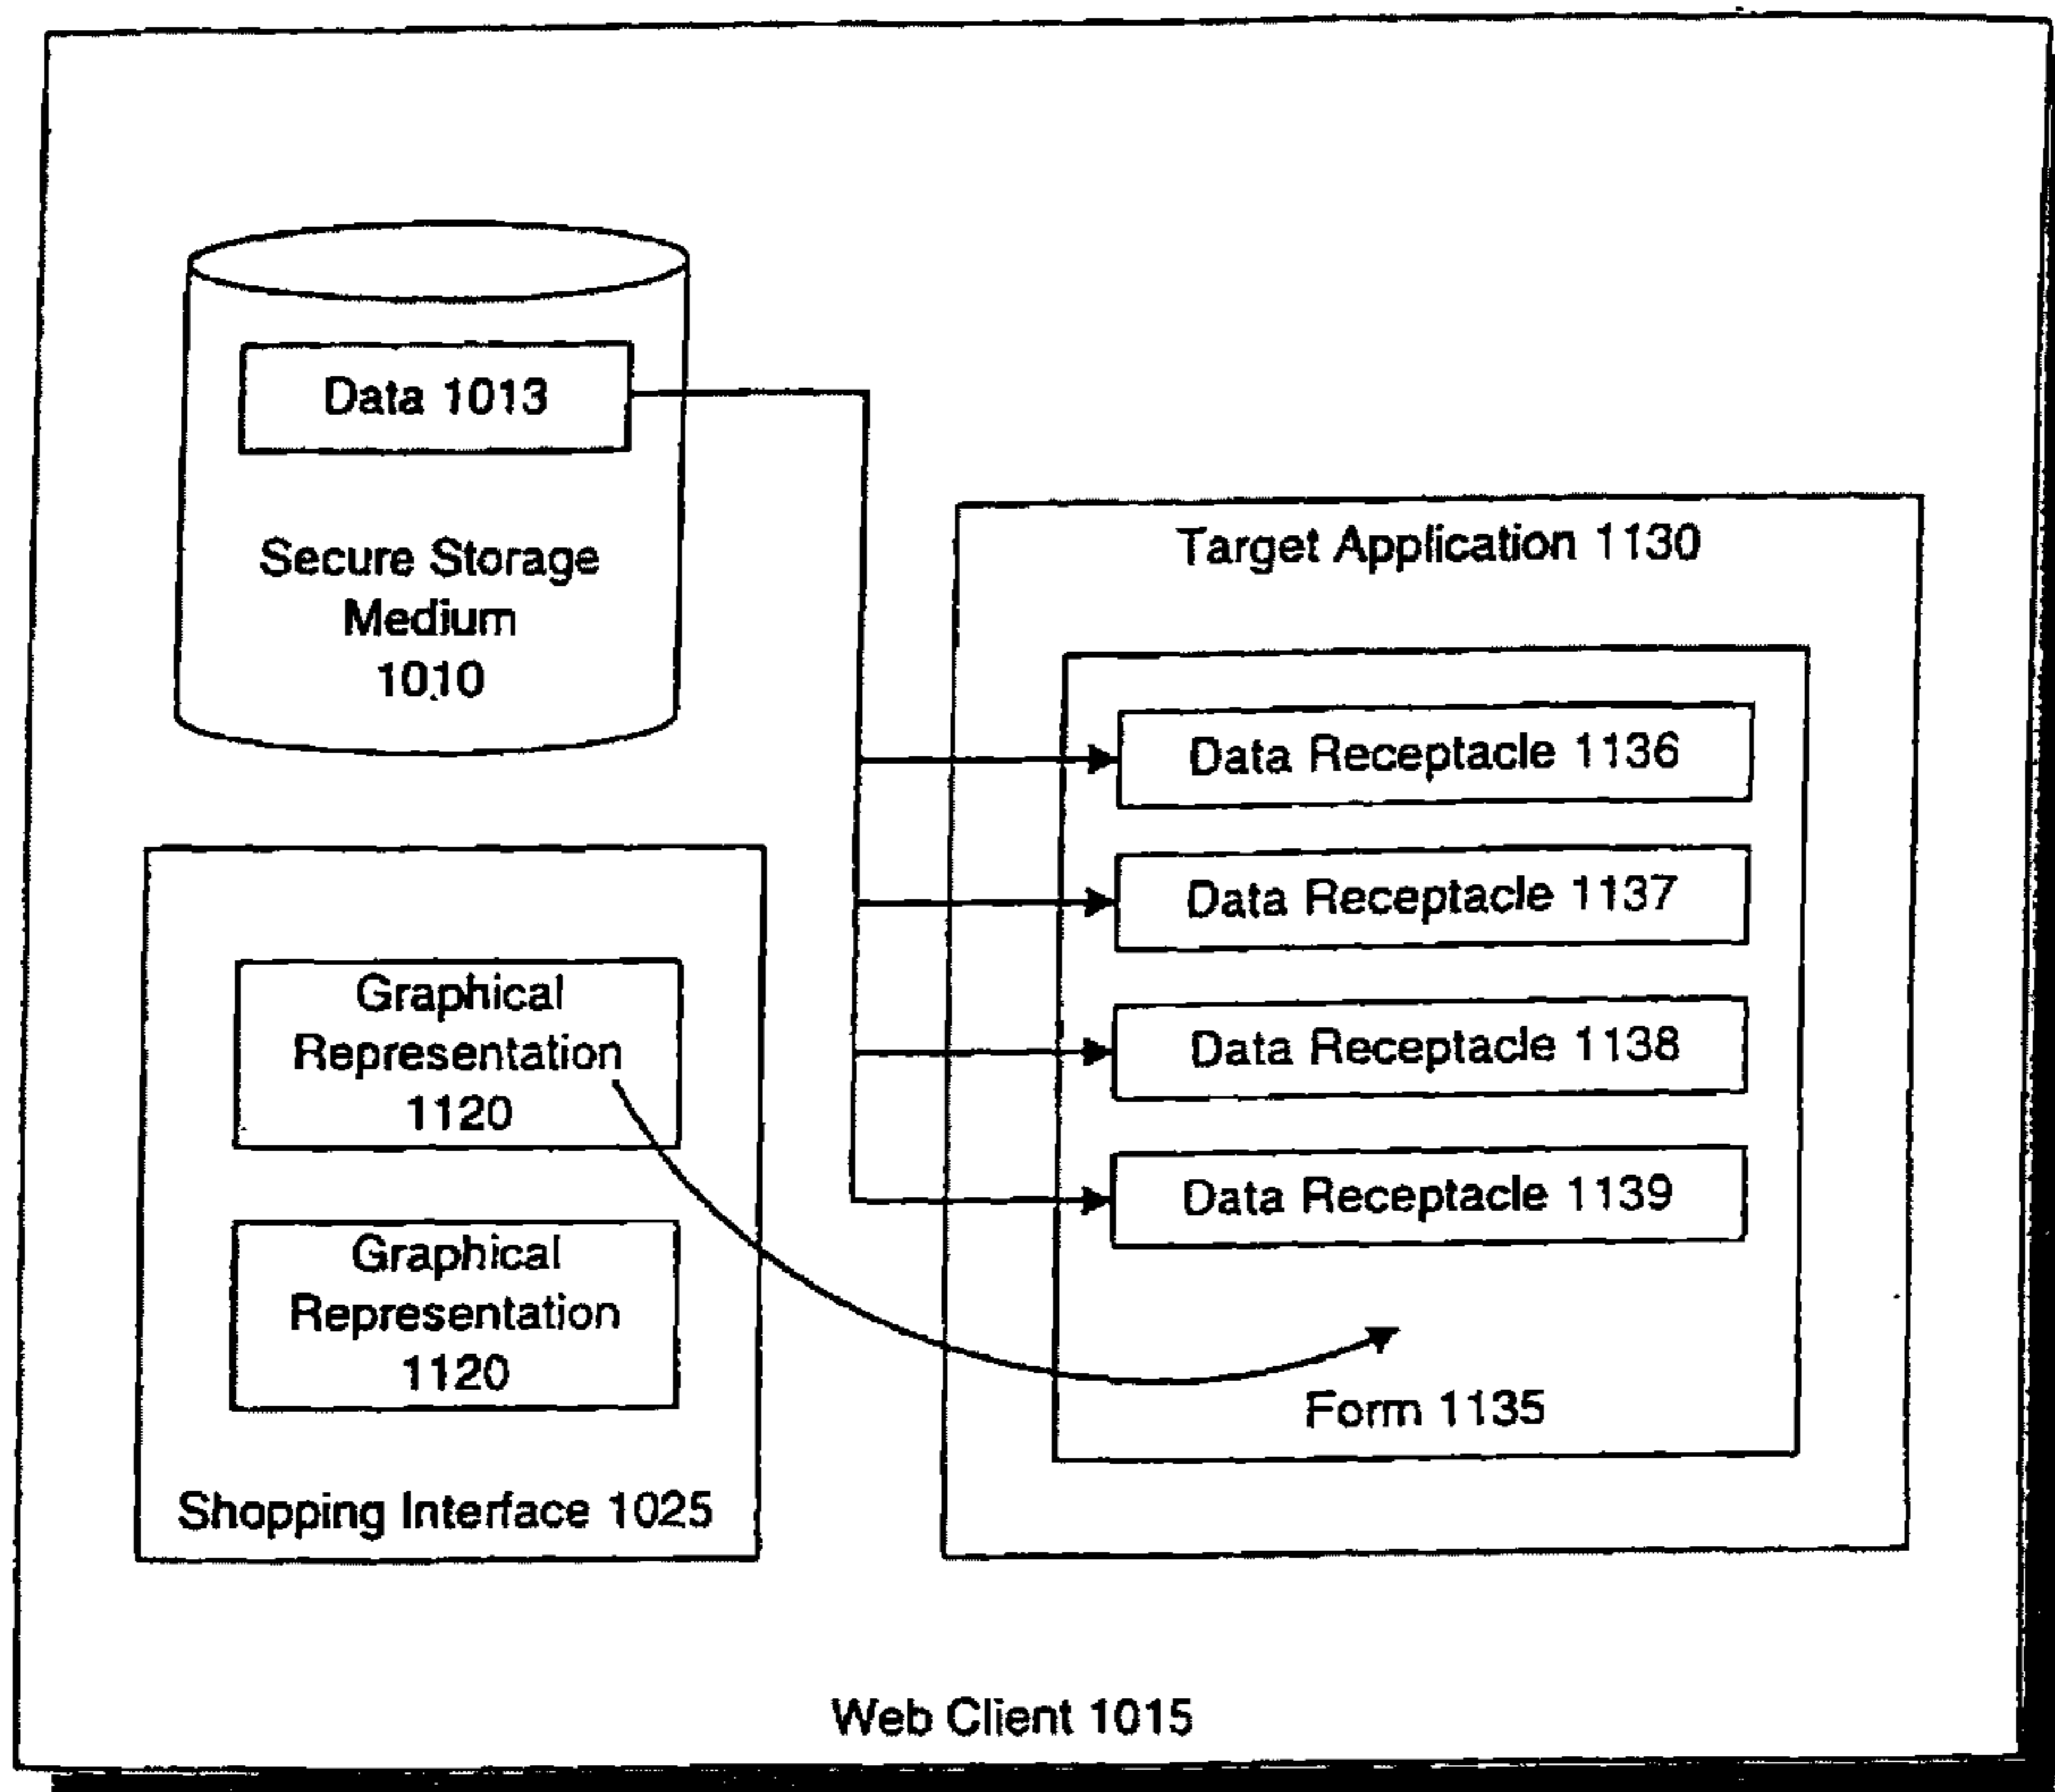 Data 1013
Secure Storage
Medium
1010
Target Application 1130
Data Receptacle 1136
Data Receptacle 1137
Data Receptacle 1138
Data Receptacle 1139
Form 1135
Graphical
Representation
1120
Graphical
Representation
1120
Shopping Interface 1025
Web Client 1015